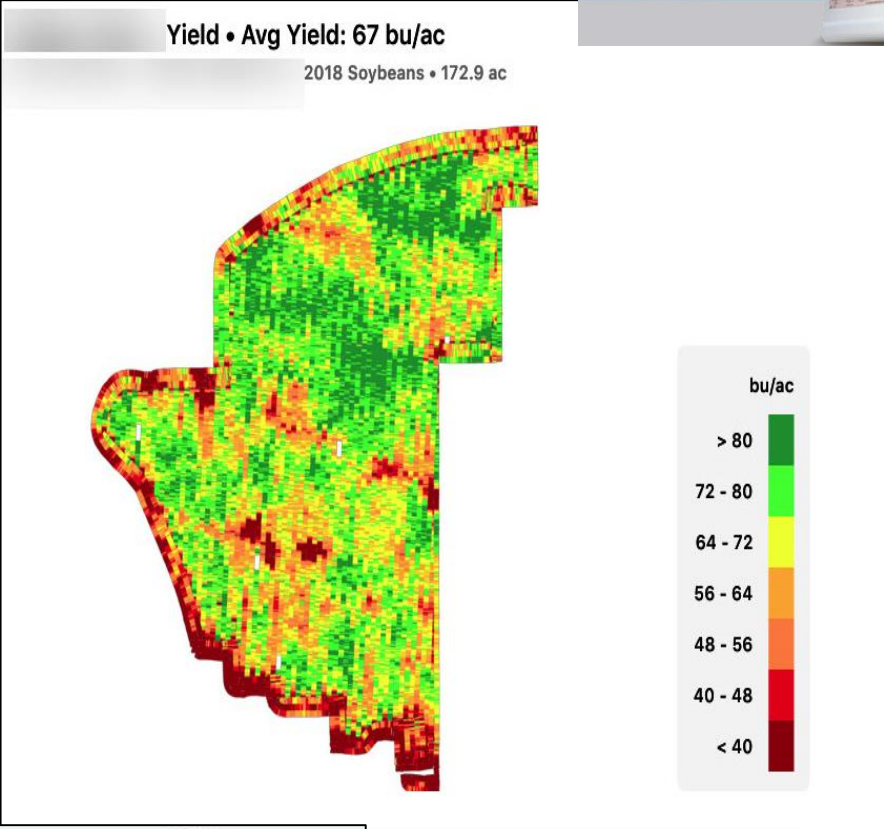 Yield • Avg Yield: 67 bu/ac
2018 Soybeans • 172.9 ac
bu/ac
> 80
72 - 80
64 - 72
56 - 64
48 - 56
40 - 48
< 40